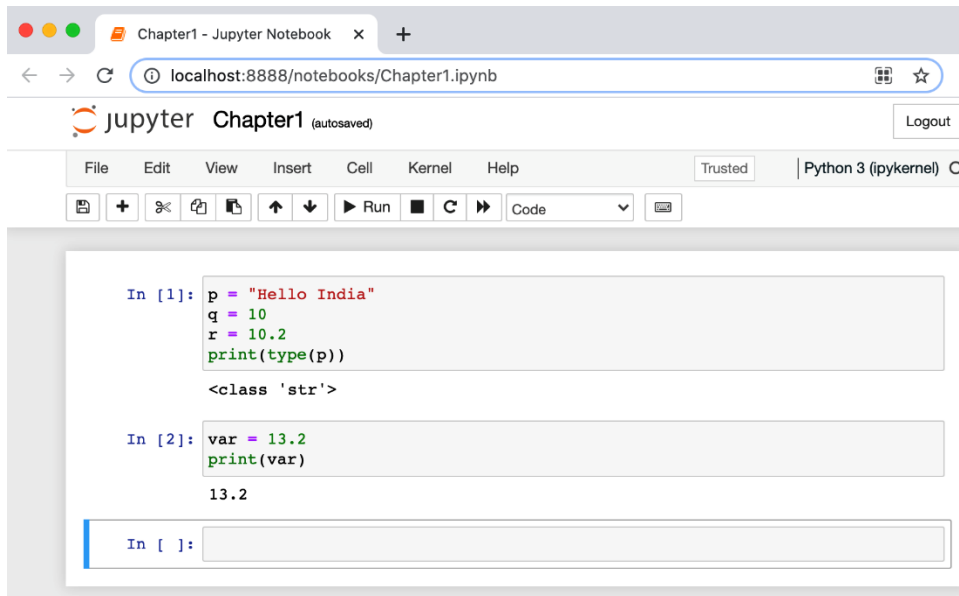 Chapter1 - Jupyter Notebook
localhost:8888/notebooks/Chapter1.ipynb
jupyter Chapter1 (autosaved) Logout
File Edit View Insert Cell Kernel Help Trusted Python 3 (ipykernel)
Run Code
In [1]: p = "Hello India"
q = 10
r = 10.2
print(type(p))
<class 'str'>
In [2]: var = 13.2
print(var)
13.2
In [ ]: